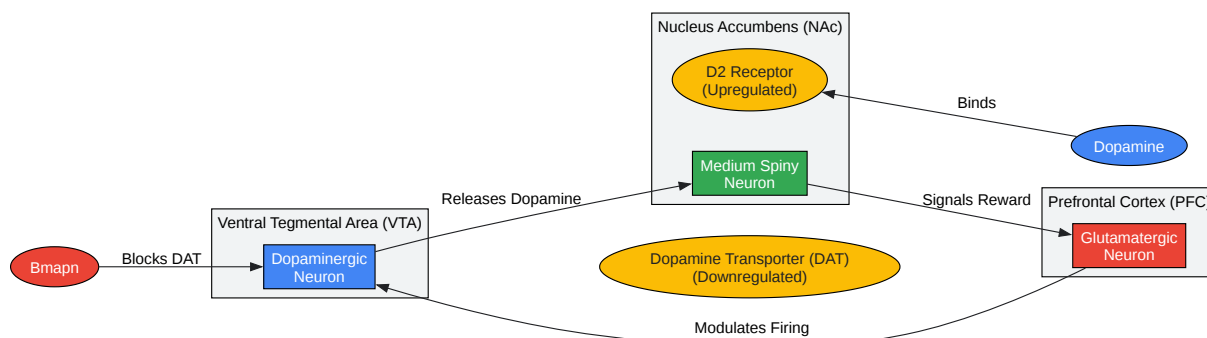 Nucleus Accumbens (NAc)
D2 Receptor
(Upregulated)
Binds
Dopamine
Medium Spiny
Neuron
Releases Dopamine
Signals Reward
Prefrontal Cortex (PFC)
Ventral Tegmental Area (VTA)
Glutamatergic
Neuron
Bmapn
Blocks DAT
Dopaminergic
Neuron
Dopamine Transporter (DAT)
(Downregulated)
Modulates Firing